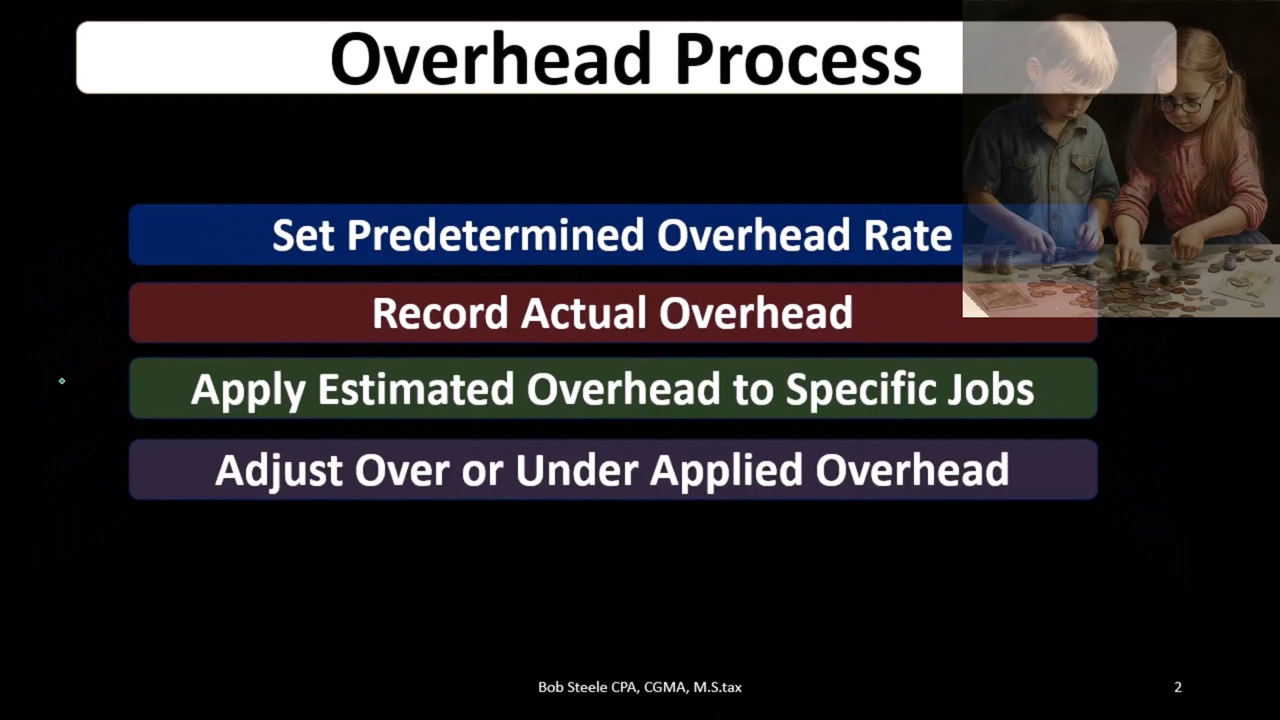 Overhead Process
Set Predetermined Overhead Rate
Record Actual Overhead
Apply Estimated Overhead to Specific Jobs
Adjust Over or Under Applied Overhead
Bob Steele CPA, CGMA, M.S.tax
2